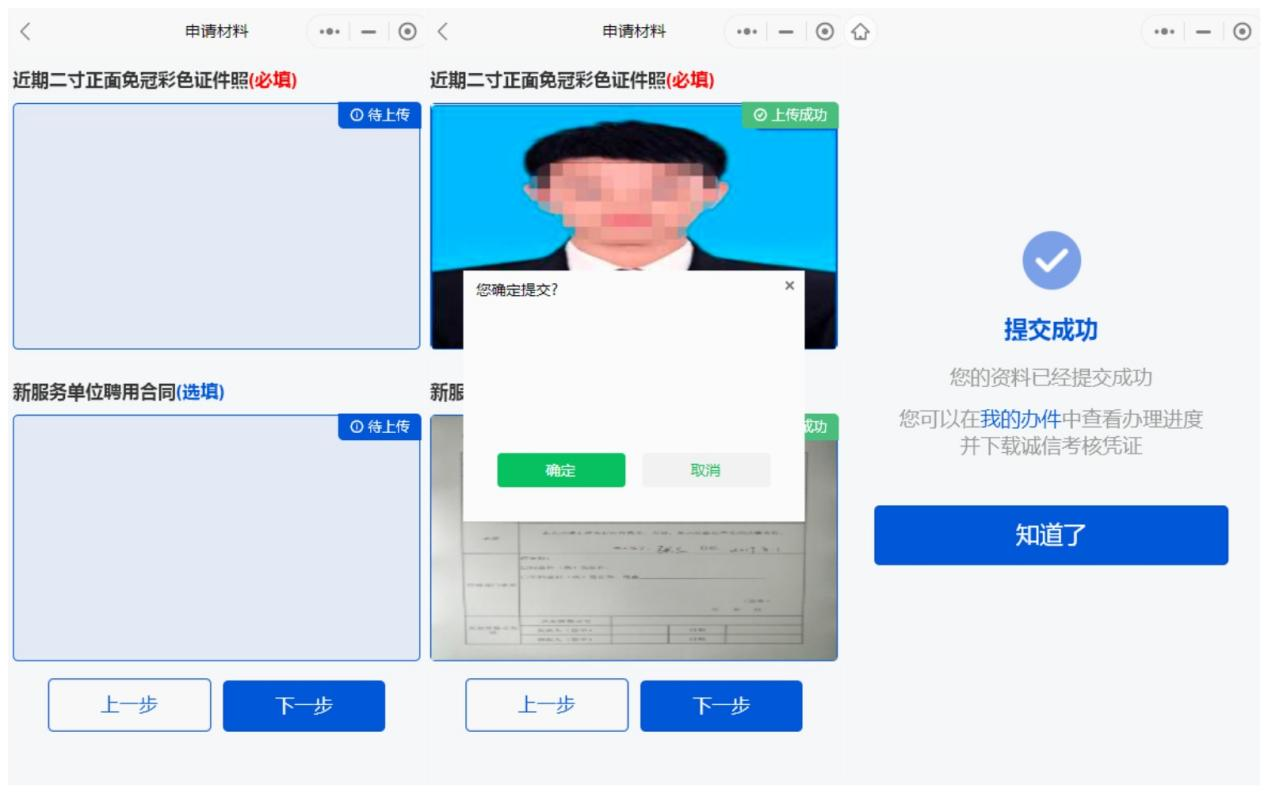 申请材料
近期二寸正面免冠彩色证件照(必填)
待上传
新服务单位聘用合同(选填)
待上传
上一步
下一步
申请材料
近期二寸正面免冠彩色证件照(必填)
上传成功
您确定提交?
×
确定
取消
新服
成功
上一步
下一步
提交成功
您的资料已经提交成功
您可以在我的办件中查看办理进度
并下载诚信考核凭证
知道了